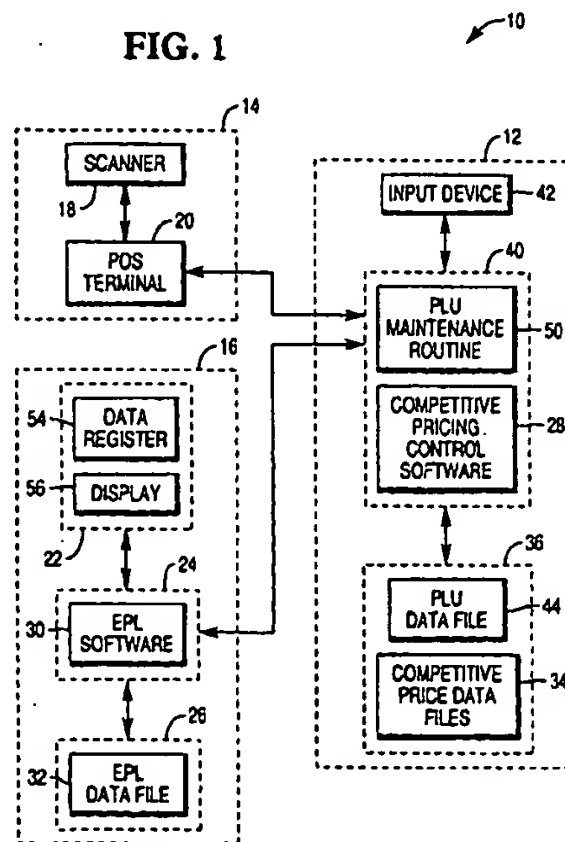 FIG. 1
10
14
SCANNER
18
20
POS
TERMINAL
12
INPUT DEVICE
42
40
PLU
MAINTENANCE
ROUTINE
50
COMPETITIVE
PRICING.
CONTROL
SOFTWARE
28
16
54
DATA
REGISTER
56
DISPLAY
22
24
30
EPL
SOFTWARE
26
32
EPL
DATA FILE
36
PLU
DATA FILE
44
COMPETITIVE
PRICE DATA
FILES
34